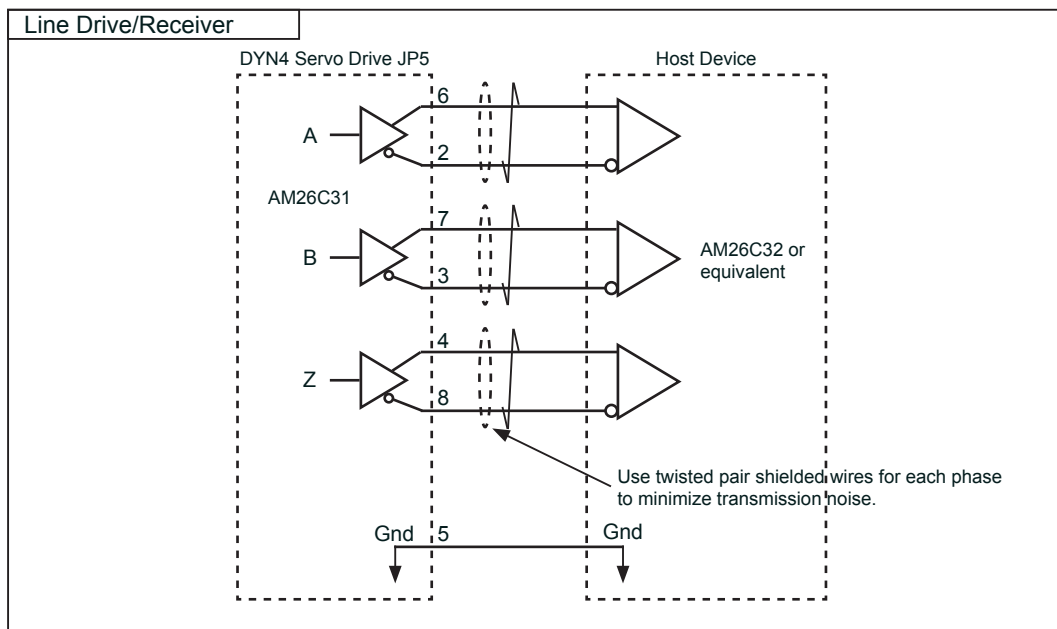 Line Drive/Receiver
DYN4 Servo Drive JP5
Host Device
6
A
2
AM26C31
7
B
3
AM26C32 or
equivalent
4
Z
8
Use twisted pair shielded wires for each phase
to minimize transmission noise.
Gnd 5 Gnd